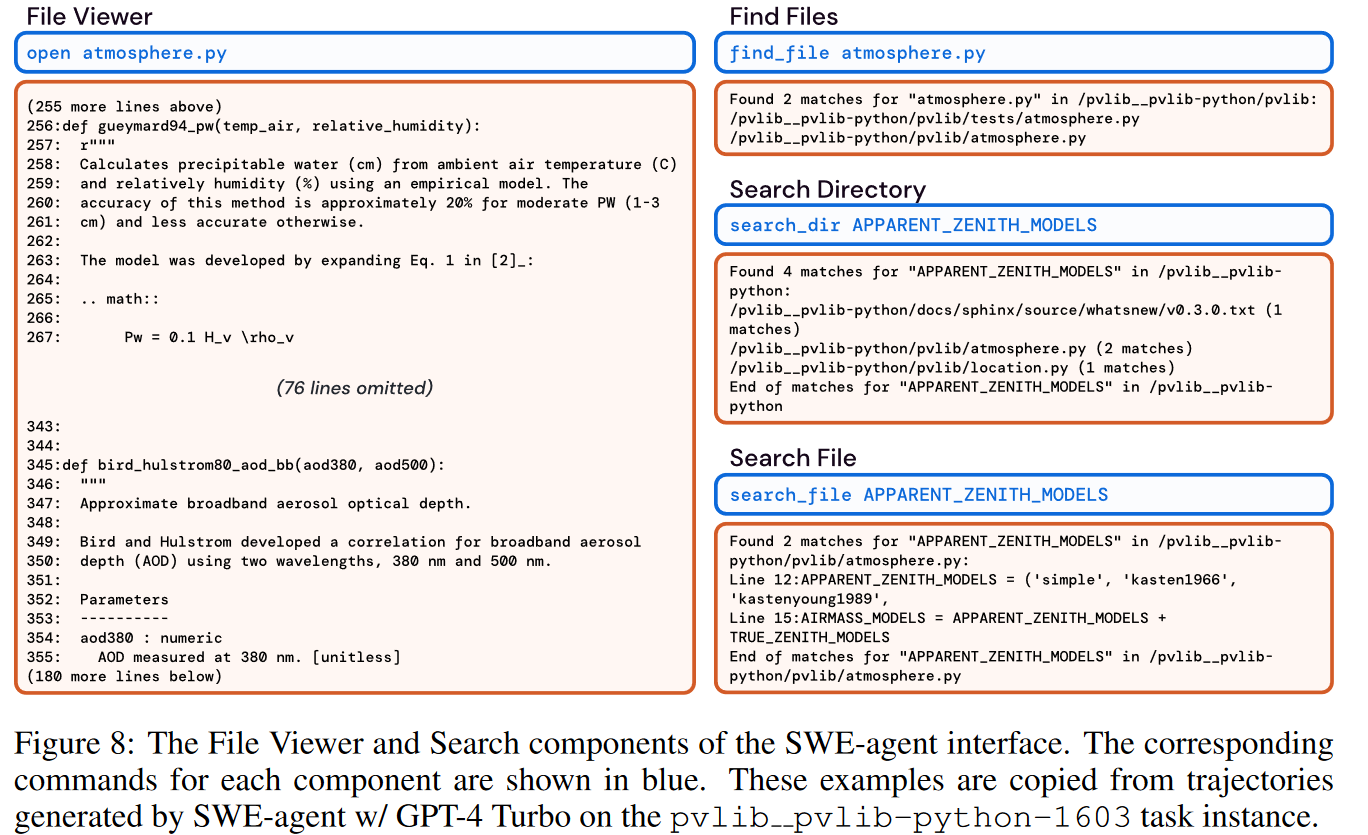 File Viewer
open atmosphere.py
(255 more lines above)
256:def gueymard94_pw(temp_air, relative_humidity):
257:  r"""
258:  Calculates precipitable water (cm) from ambient air temperature (C)
259:  and relatively humidity (%) using an empirical model. The
260:  accuracy of this method is approximately 20% for moderate PW (1-3
261:  cm) and less accurate otherwise.
262:
263:  The model was developed by expanding Eq. 1 in [2]_:
264:
265:  .. math::
266:
267:       Pw = 0.1 H_v \rho_v
(76 lines omitted)
343:
344:
345:def bird_hulstrom80_aod_bb(aod380, aod500):
346:  """
347:  Approximate broadband aerosol optical depth.
348:
349:  Bird and Hulstrom developed a correlation for broadband aerosol
350:  depth (AOD) using two wavelengths, 380 nm and 500 nm.
351:
352:  Parameters
353:  ----------
354:  aod380 : numeric
355:    AOD measured at 380 nm. [unitless]
(180 more lines below)
Find Files
find_file atmosphere.py
Found 2 matches for "atmosphere.py" in /pvlib__pvlib-python/pvlib:
/pvlib__pvlib-python/pvlib/tests/atmosphere.py
/pvlib__pvlib-python/pvlib/atmosphere.py
Search Directory
search_dir APPARENT_ZENITH_MODELS
Found 4 matches for "APPARENT_ZENITH_MODELS" in /pvlib__pvlib-
python:
/pvlib__pvlib-python/docs/sphinx/source/whatsnew/v0.3.0.txt (1
matches)
/pvlib__pvlib-python/pvlib/atmosphere.py (2 matches)
/pvlib__pvlib-python/pvlib/location.py (1 matches)
End of matches for "APPARENT_ZENITH_MODELS" in /pvlib__pvlib-
python
Search File
search_file APPARENT_ZENITH_MODELS
Found 2 matches for "APPARENT_ZENITH_MODELS" in /pvlib__pvlib-
python/pvlib/atmosphere.py:
Line 12:APPARENT_ZENITH_MODELS = ('simple', 'kasten1966',
'kastenyoung1989',
Line 15:AIRMASS_MODELS = APPARENT_ZENITH_MODELS +
TRUE_ZENITH_MODELS
End of matches for "APPARENT_ZENITH_MODELS" in /pvlib__pvlib-
python/pvlib/atmosphere.py
Figure 8: The File Viewer and Search components of the SWE-agent interface. The corresponding
commands for each component are shown in blue. These examples are copied from trajectories
generated by SWE-agent w/ GPT-4 Turbo on the pvlib__pvlib-python-1603 task instance.